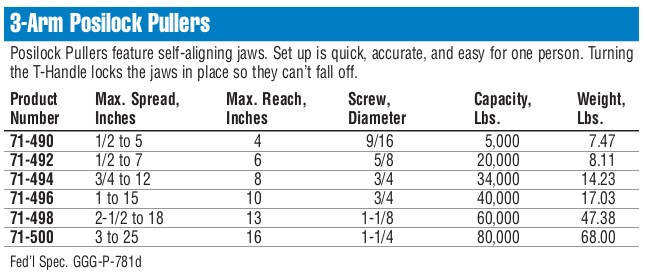 3-Arm Posilock Pullers
Posilock Pullers feature self-aligning jaws. Set up is quick, accurate, and easy for one person. Turning
the T-Handle locks the jaws in place so they can't fall off.
Product Max. Spread, Max. Reach, Screw, Capacity, Weight,
Number Inches Inches Diameter Lbs. Lbs.
71-490 1/2 to 5 4 9/16 5,000 7.47
71-492 1/2 to 7 6 5/8 20,000 8.11
71-494 3/4 to 12 8 3/4 34,000 14.23
71-496 1 to 15 10 3/4 40,000 17.03
71-498 2-1/2 to 18 13 1-1/8 60,000 47.38
71-500 3 to 25 16 1-1/4 80,000 68.00
Fed'l Spec. GGG-P-781d